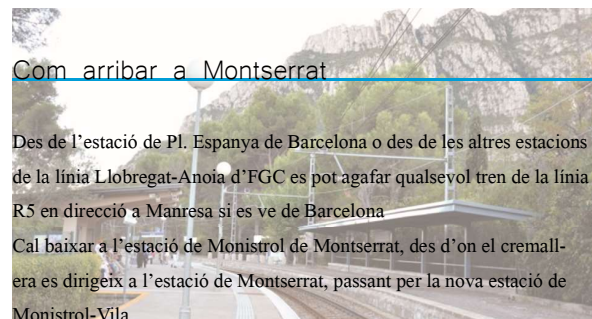 Com arribar a Montserrat
Des de l’estació de Pl. Espanya de Barcelona o des de les altres estacions
de la línia Llobregat-Anoia d’FGC es pot agafar qualsevol tren de la línia
R5 en direcció a Manresa si es ve de Barcelona
Cal baixar a l’estació de Monistrol de Montserrat, des d’on el cremall-
era es dirigeix a l’estació de Montserrat, passant per la nova estació de
Monistrol-Vila